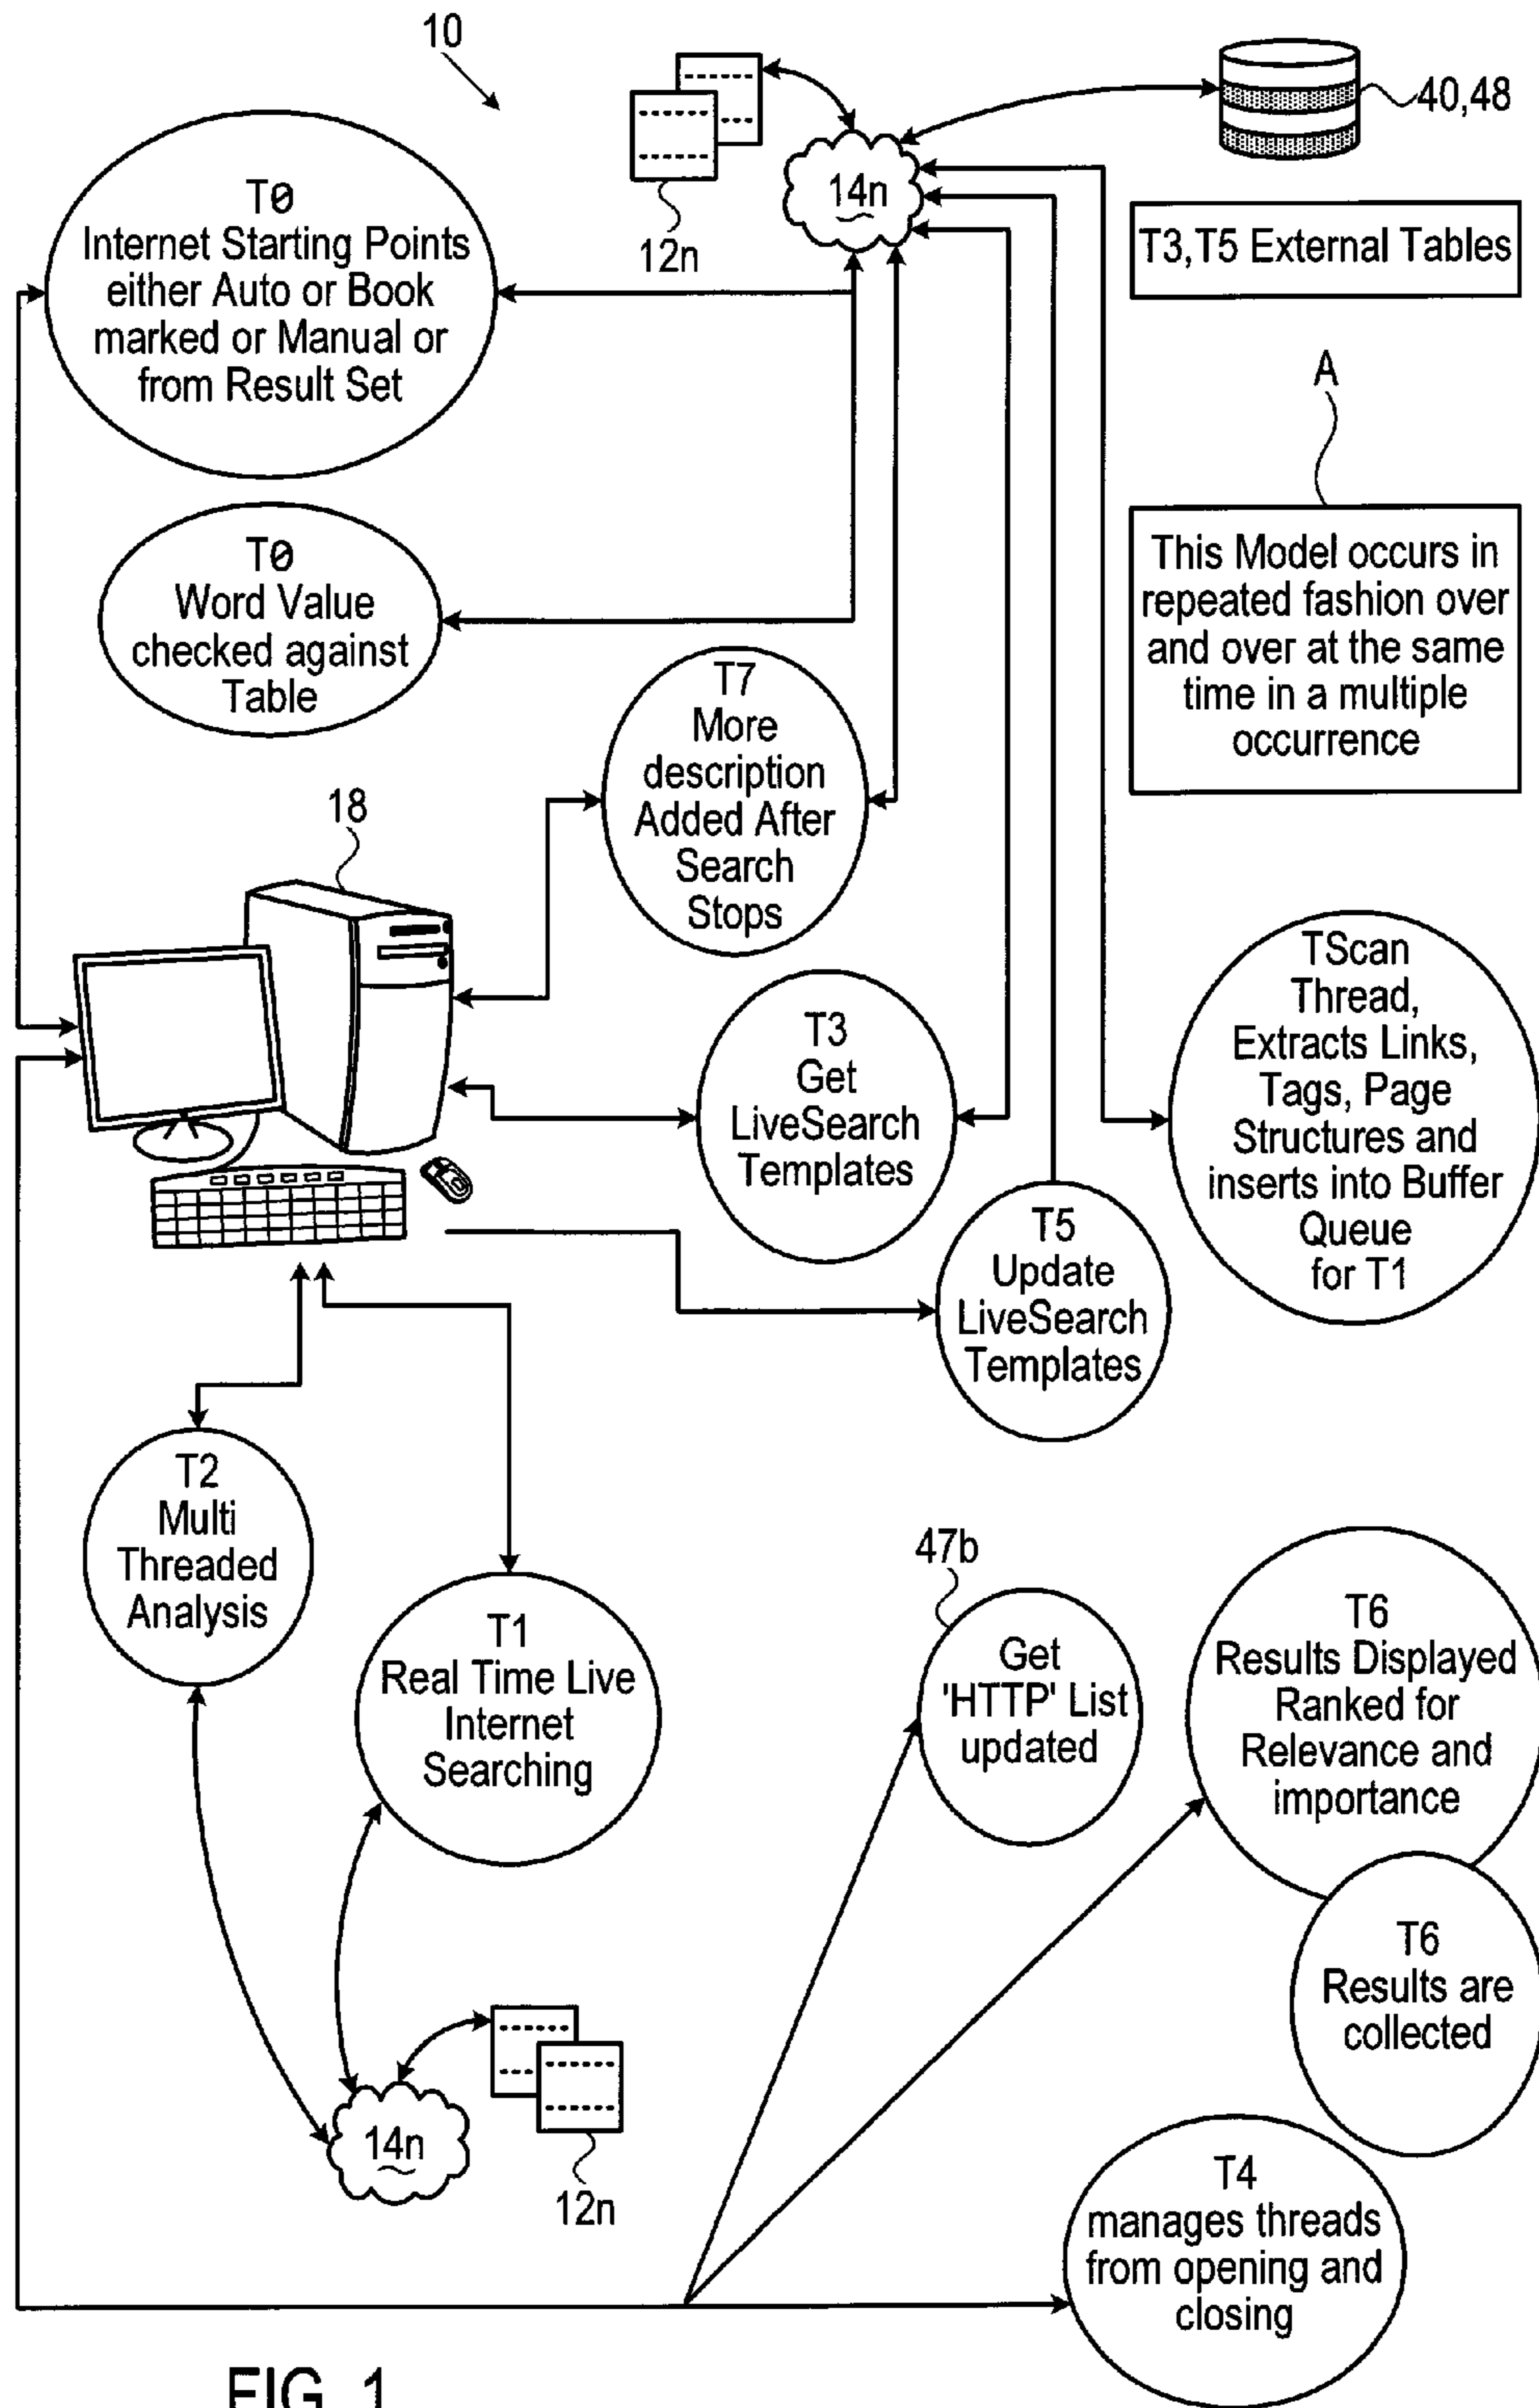 10
40,48
T0
Internet Starting Points
either Auto or Book
marked or Manual or
from Result Set
14n
12n
T3,T5 External Tables
A
This Model occurs in
repeated fashion over
and over at the same
time in a multiple
occurrence
T0
Word Value
checked against
Table
T7
More
description
Added After
Search
Stops
18
TScan
Thread,
Extracts Links,
Tags, Page
Structures and
inserts into Buffer
Queue
for T1
T3
Get
LiveSearch
Templates
T5
Update
LiveSearch
Templates
T2
Multi
Threaded
Analysis
T1
Real Time Live
Internet
Searching
47b
Get
'HTTP' List
updated
T6
Results Displayed
Ranked for
Relevance and
importance
T6
Results are
collected
14n
12n
T4
manages threads
from opening and
closing
FIG. 1